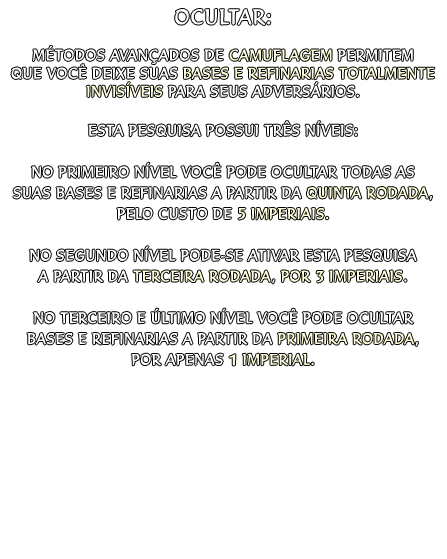 OCULTAR:
MÉTODOS AVANÇADOS DE CAMUFLAGEM PERMITEM
QUE VOCÊ DEIXE SUAS BASES E REFINARIAS TOTALMENTE
INVISÍVEIS PARA SEUS ADVERSÁRIOS.
ESTA PESQUISA POSSUI TRÊS NÍVEIS:
NO PRIMEIRO NÍVEL VOCÊ PODE OCULTAR TODAS AS
SUAS BASES E REFINARIAS A PARTIR DA QUINTA RODADA,
PELO CUSTO DE 5 IMPERIAIS.
NO SEGUNDO NÍVEL PODE-SE ATIVAR ESTA PESQUISA
A PARTIR DA TERCEIRA RODADA, POR 3 IMPERIAIS.
NO TERCEIRO E ÚLTIMO NÍVEL VOCÊ PODE OCULTAR
BASES E REFINARIAS A PARTIR DA PRIMEIRA RODADA,
POR APENAS 1 IMPERIAL.